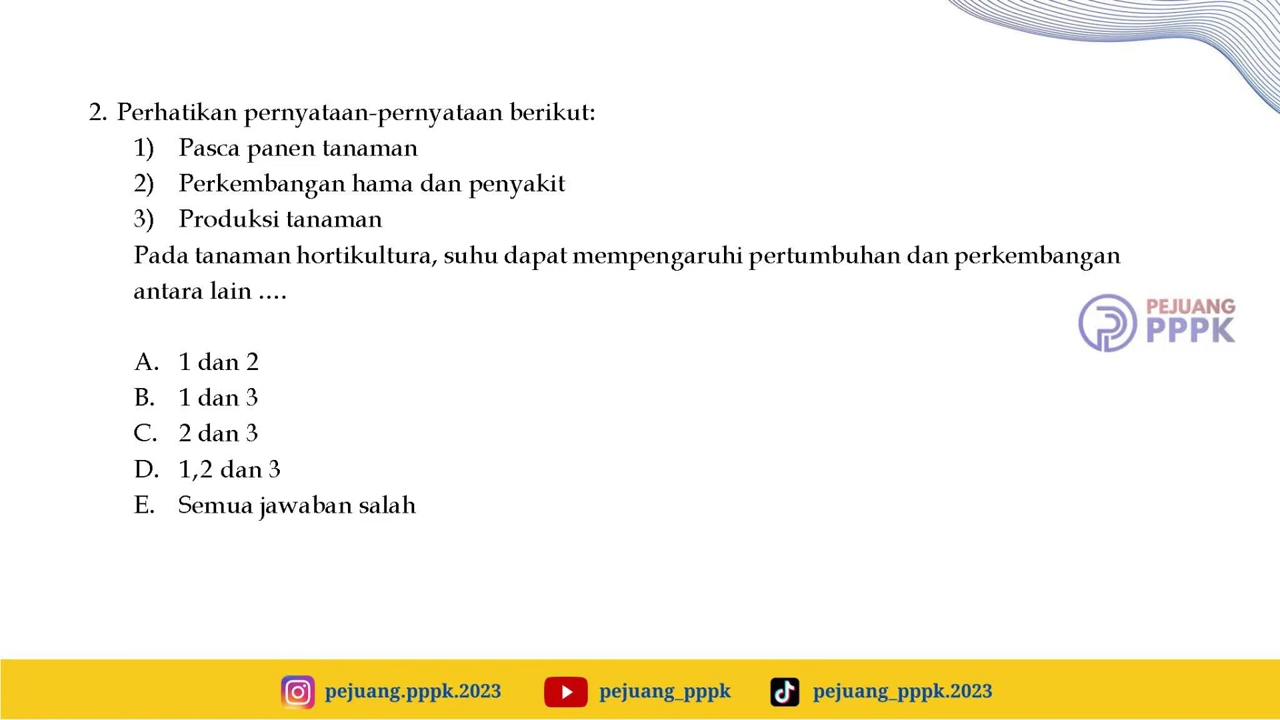 2. Perhatikan pernyataan-pernyataan berikut:
1) Pasca panen tanaman
2) Perkembangan hama dan penyakit
3) Produksi tanaman
Pada tanaman hortikultura, suhu dapat mempengaruhi pertumbuhan dan perkembangan
antara lain ....
PEJUANG
PPPK
A. 1 dan 2
B. 1 dan 3
C. 2 dan 3
D. 1,2 dan 3
E. Semua jawaban salah
pejuang.pppk.2023 pejuang_pppk pejuang_pppk.2023